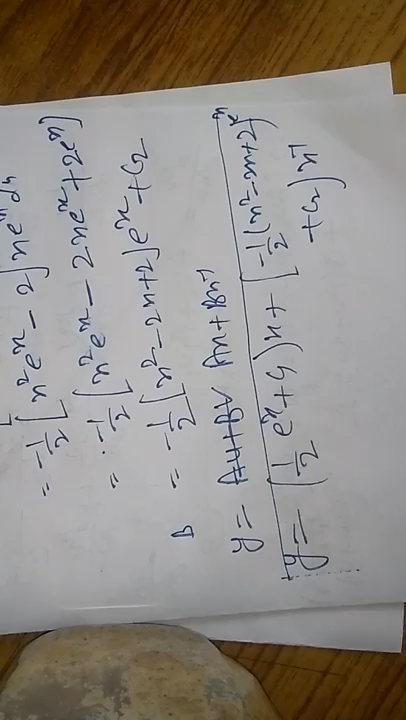 = -1/2 [x²eˣ - 2∫xeˣdx
= -1/2 [x²eˣ - 2xeˣ + 2eˣ]
B = -1/2 [x² - 2x + 2]eˣ + C₂
y = Au + Bv Ax + Bx⁻¹
y = (1/2 eˣ + C₁)x + [-1/2 (x² - 2x + 2)eˣ
+ C₂) x⁻¹